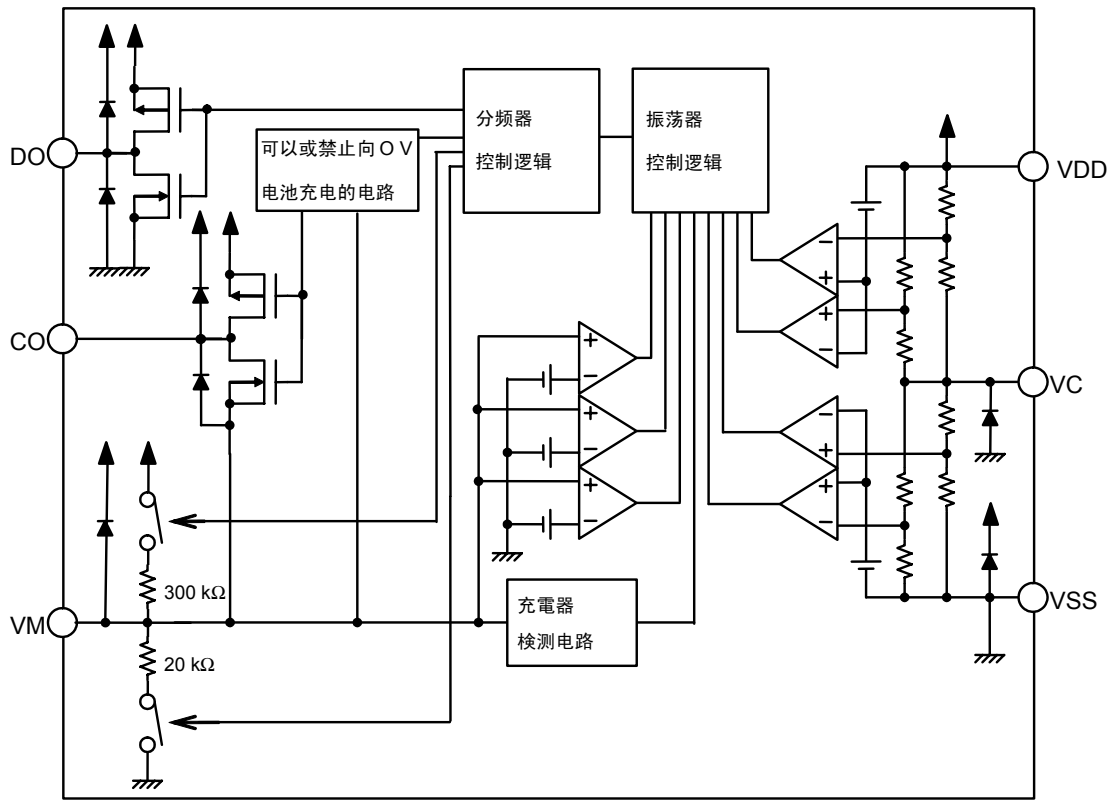 分频器
控制逻辑
振荡器
控制逻辑
可以或禁止向０V
电池充电的电路
DO
VDD
CO
VC
+
−
+
−
+
−
−
+
+
−
−
+
+
−
300 kΩ
VM
20 kΩ
充電器
検测电路
VSS